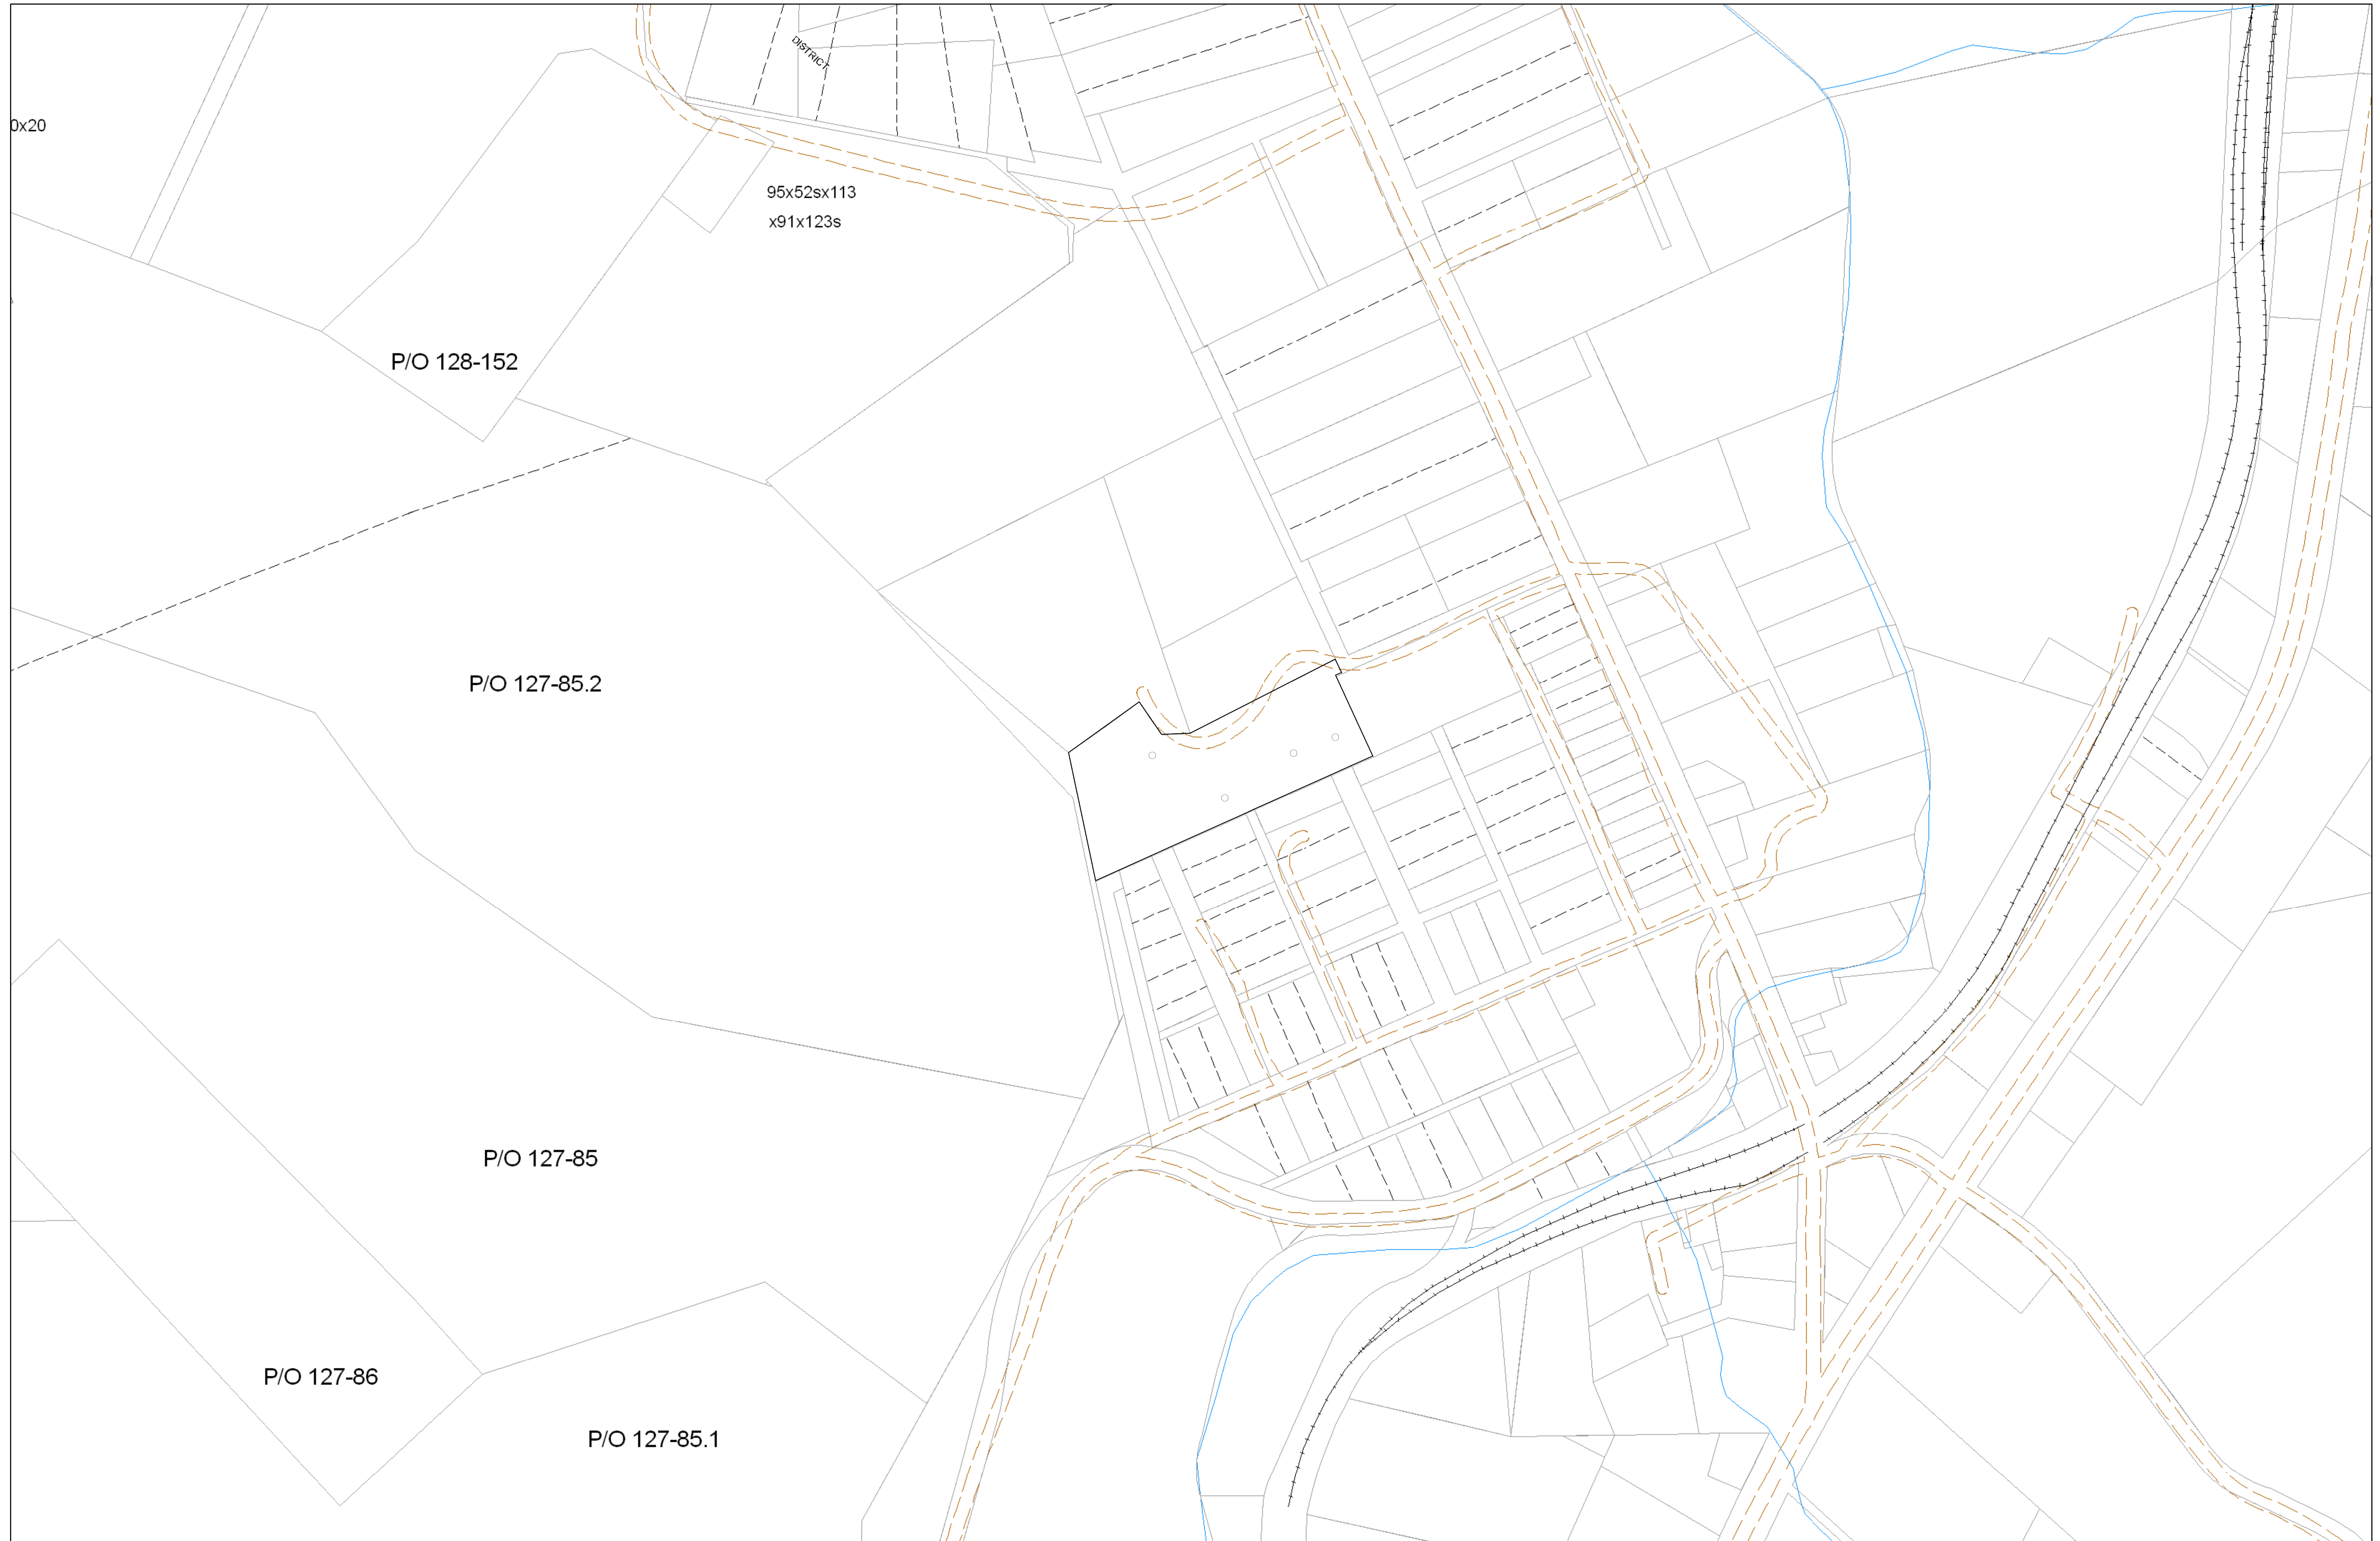 DISTRICT
0x20
95x52sx113
x91x123s
P/O 128-152
P/O 127-85.2
P/O 127-85
P/O 127-86
P/O 127-85.1